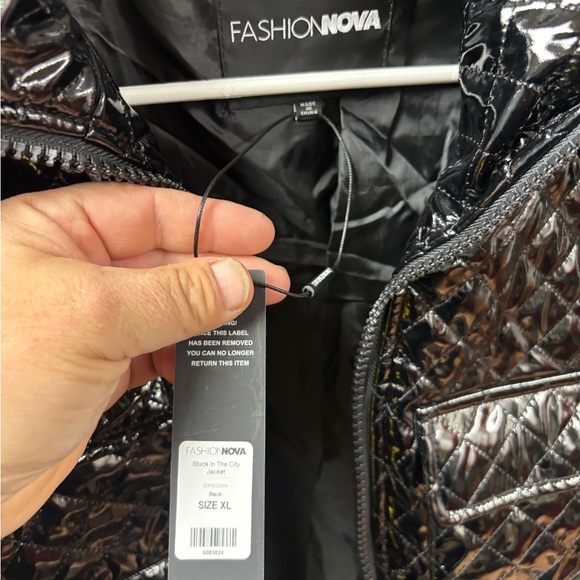 FASHIONNOVA
MADE
IN
CHINA
THIS LABEL
HAS BEEN REMOVED
YOU CAN NO LONGER
RETURN THIS ITEM
FASHIONNOVA
Stuck In The City
Jacket
Black
SIZE XL
5083024